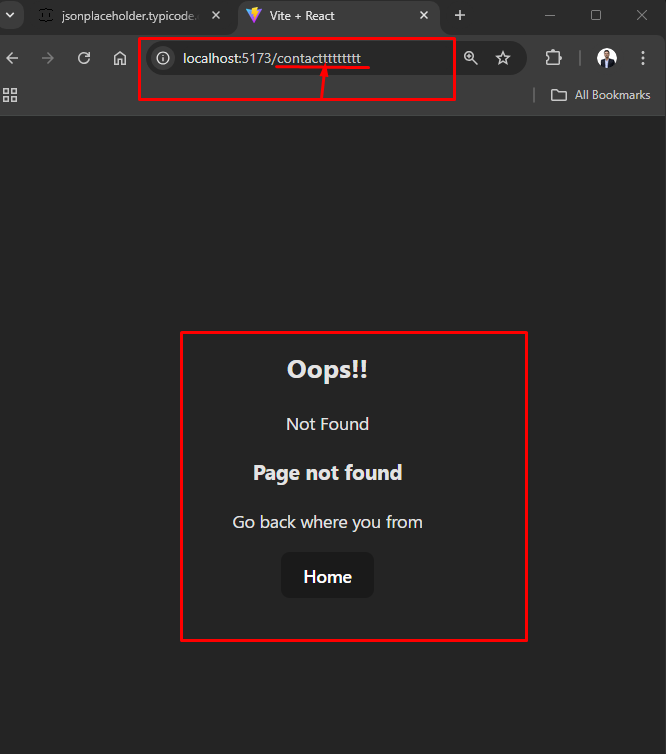 jsonplaceholder.typicode.
Vite + React
localhost:5173/contacttttttttt
All Bookmarks
Oops!!
Not Found
Page not found
Go back where you from
Home